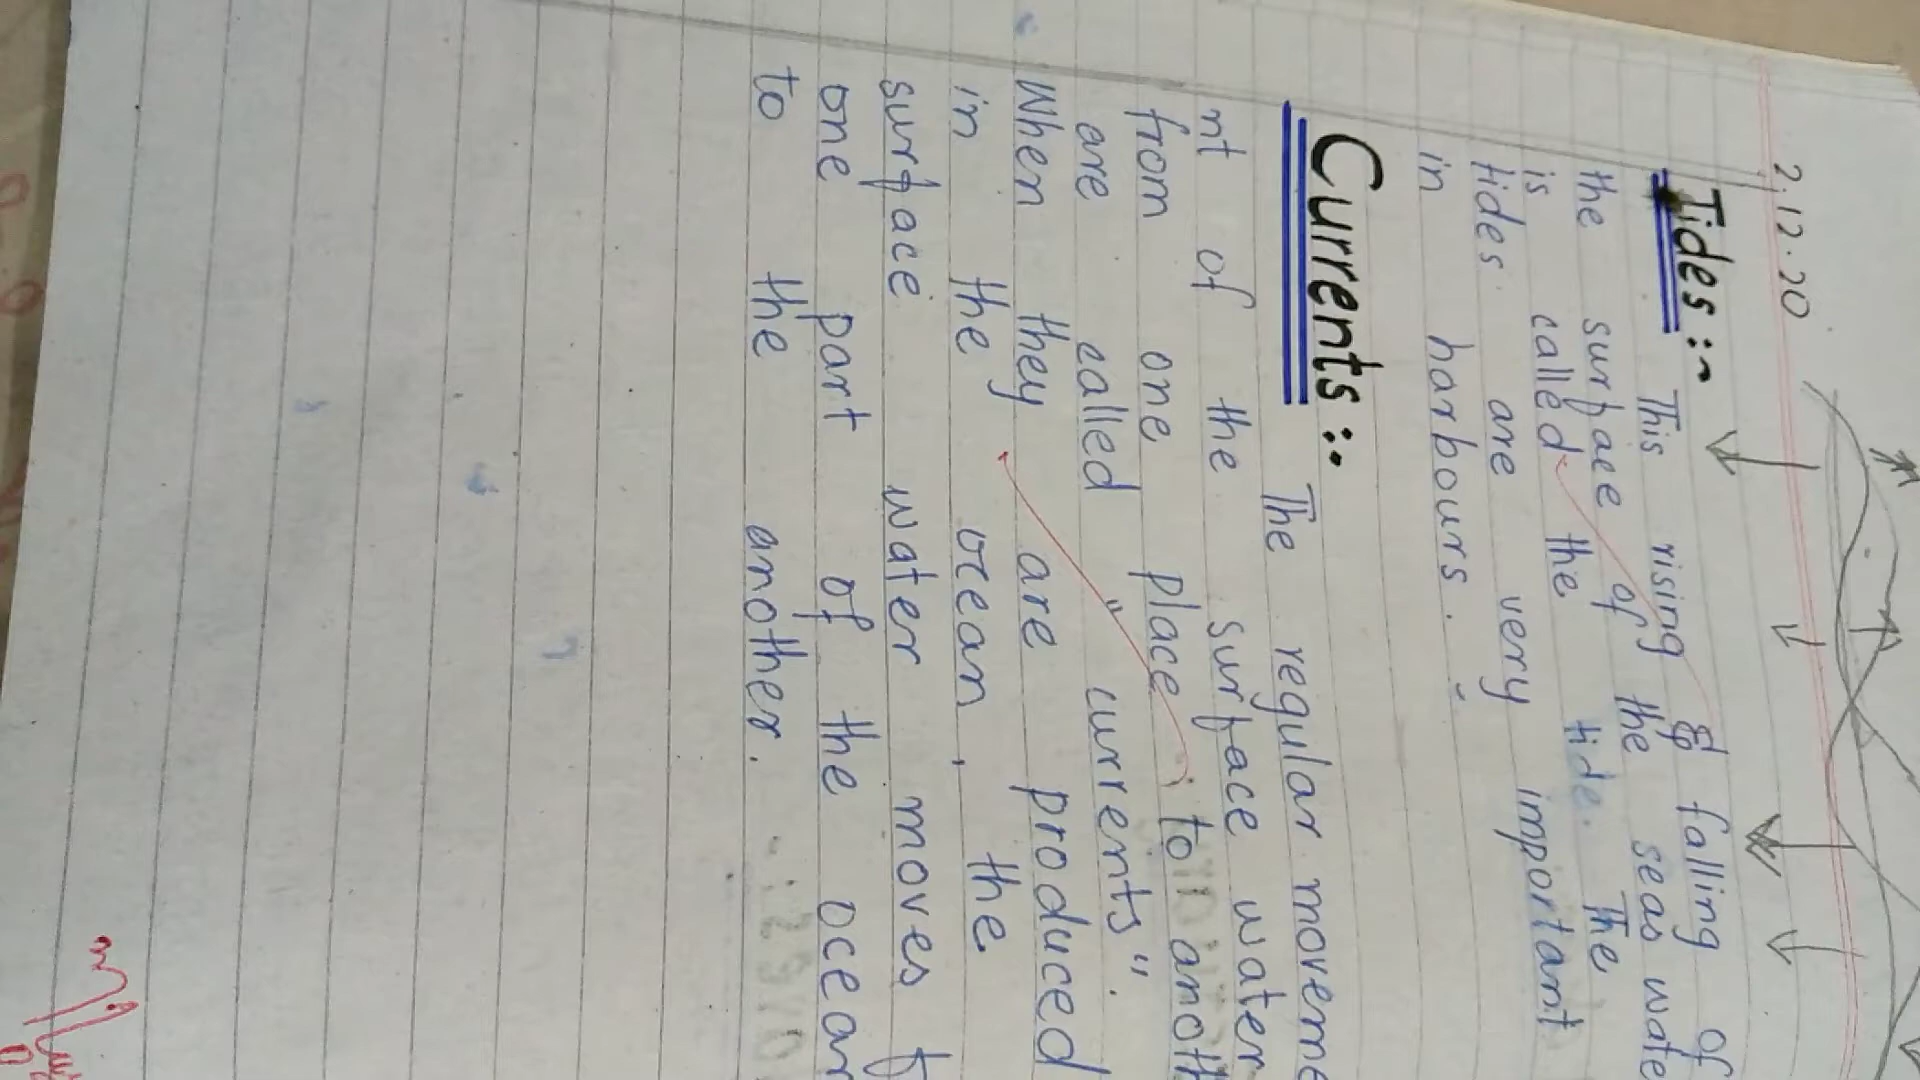 2.12.20
Tides :~
This rising of falling of
the surface of the seas wate
is called the tide. The
tides are very important
in harbours.
Currents :.
The regular moveme
nt of the surface water
from one place to anoth
are called " currents".
When they are produced
in the ocean, the
surface water moves f
one part of the ocean
to the another.